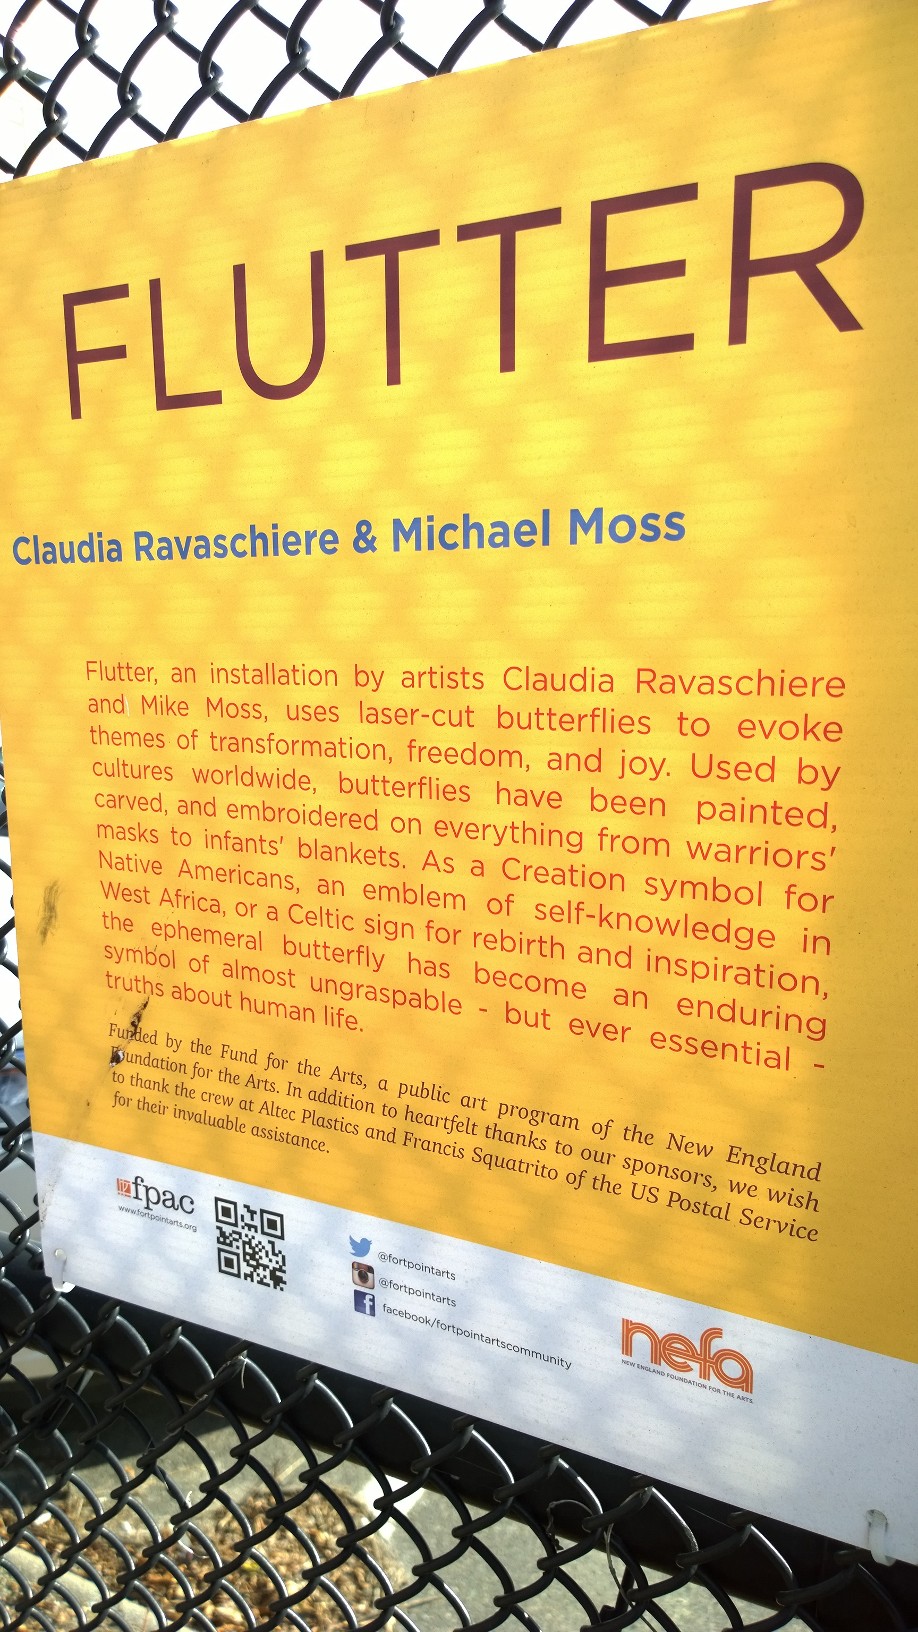 FLUTTER
Claudia Ravaschiere & Michael Moss
Flutter, an installation by artists Claudia Ravaschiere
and Mike Moss, uses laser-cut butterflies to evoke
themes of transformation, freedom, and joy. Used by
cultures worldwide, butterflies have been painted,
carved, and embroidered on everything from warriors'
masks to infants' blankets. As a Creation symbol for
Native Americans, an emblem of self-knowledge in
West Africa, or a Celtic sign for rebirth and inspiration,
the ephemeral butterfly has become an enduring
symbol of almost ungraspable - but ever essential -
truths about human life.
Funded by the Fund for the Arts, a public art program of the New England
Foundation for the Arts. In addition to heartfelt thanks to our sponsors, we wish
to thank the crew at Altec Plastics and Francis Squatrito of the US Postal Service
for their invaluable assistance.
fpac
www.fortpointarts.org
@fortpointarts
@fortpointarts
facebook/fortpointartscommunity
nefa
NEW ENGLAND FOUNDATION FOR THE ARTS